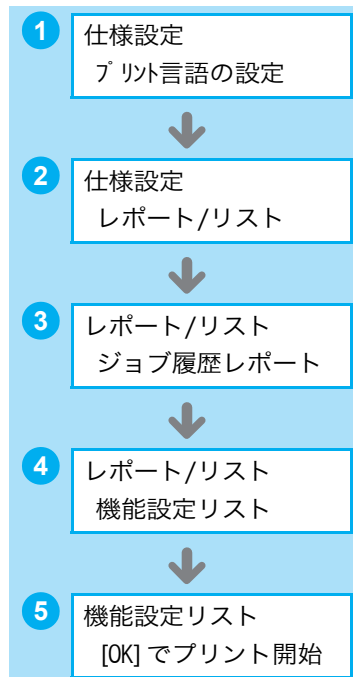 1
仕様設定
プリント言語の設定
2
仕様設定
レポート/リスト
3
レポート/リスト
ジョブ履歴レポート
4
レポート/リスト
機能設定リスト
5
機能設定リスト
[OK]でプリント開始